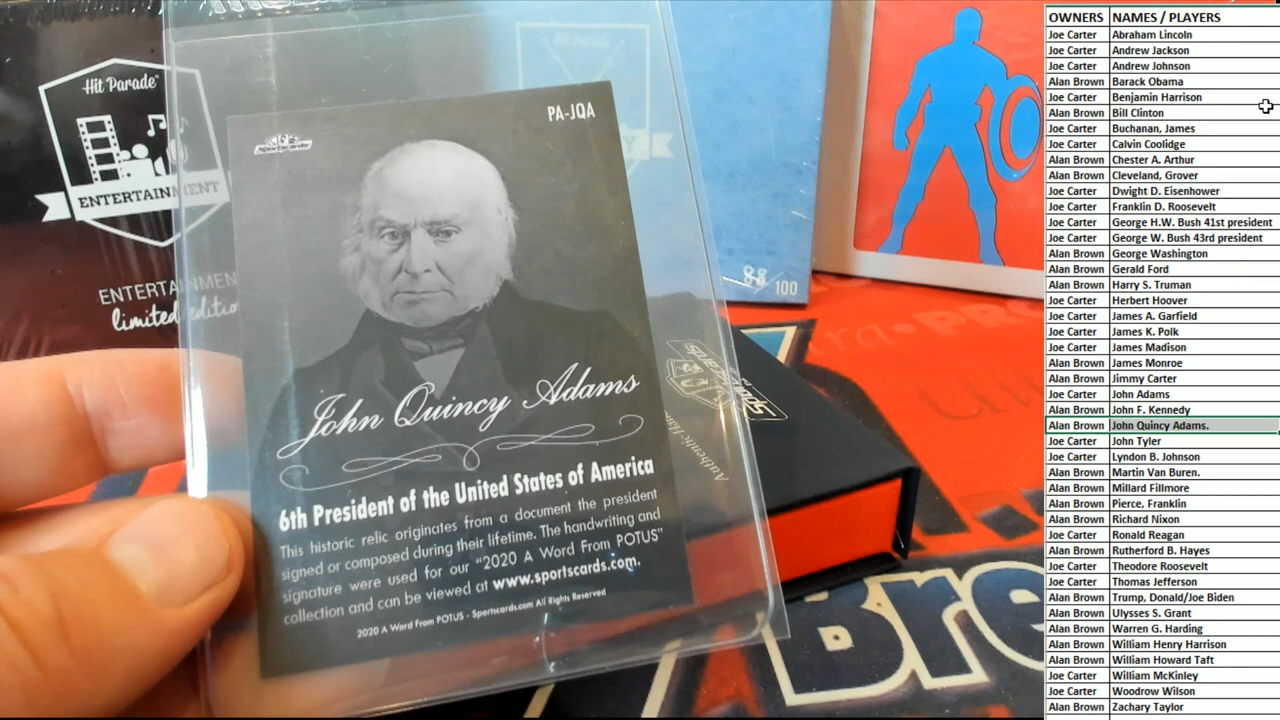 Hit Parade®
ENTERTAINMENT
ENTERTAINMENT
limited
PA-JQA
John Quincy Adams
6th President of the United States of America
This historic relic originates from a document the president
signed or composed during their lifetime. The handwriting and
signature were used for our "2020 A Word From POTUS"
collection and can be viewed at www.sportscards.com.
2020 A Word From POTUS - Sportscards.com All Rights Reserved
88/100
Authentic
Bre
OWNERS NAMES / PLAYERS
Joe Carter Abraham Lincoln
Joe Carter Andrew Jackson
Joe Carter Andrew Johnson
Alan Brown Barack Obama
Joe Carter Benjamin Harrison
Alan Brown Bill Clinton
Joe Carter Buchanan, James
Joe Carter Calvin Coolidge
Alan Brown Chester A. Arthur
Alan Brown Cleveland, Grover
Joe Carter Dwight D. Eisenhower
Joe Carter Franklin D. Roosevelt
Joe Carter George H.W. Bush 41st president
Joe Carter George W. Bush 43rd president
Alan Brown George Washington
Alan Brown Gerald Ford
Alan Brown Harry S. Truman
Joe Carter Herbert Hoover
Joe Carter James A. Garfield
Joe Carter James K. Polk
Joe Carter James Madison
Alan Brown James Monroe
Alan Brown Jimmy Carter
Joe Carter John Adams
Alan Brown John F. Kennedy
Alan Brown John Quincy Adams.
Joe Carter John Tyler
Joe Carter Lyndon B. Johnson
Alan Brown Martin Van Buren.
Alan Brown Millard Fillmore
Alan Brown Pierce, Franklin
Alan Brown Richard Nixon
Joe Carter Ronald Reagan
Alan Brown Rutherford B. Hayes
Joe Carter Theodore Roosevelt
Joe Carter Thomas Jefferson
Alan Brown Trump, Donald/Joe Biden
Alan Brown Ulysses S. Grant
Alan Brown Warren G. Harding
Alan Brown William Henry Harrison
Alan Brown William Howard Taft
Joe Carter William McKinley
Joe Carter Woodrow Wilson
Alan Brown Zachary Taylor